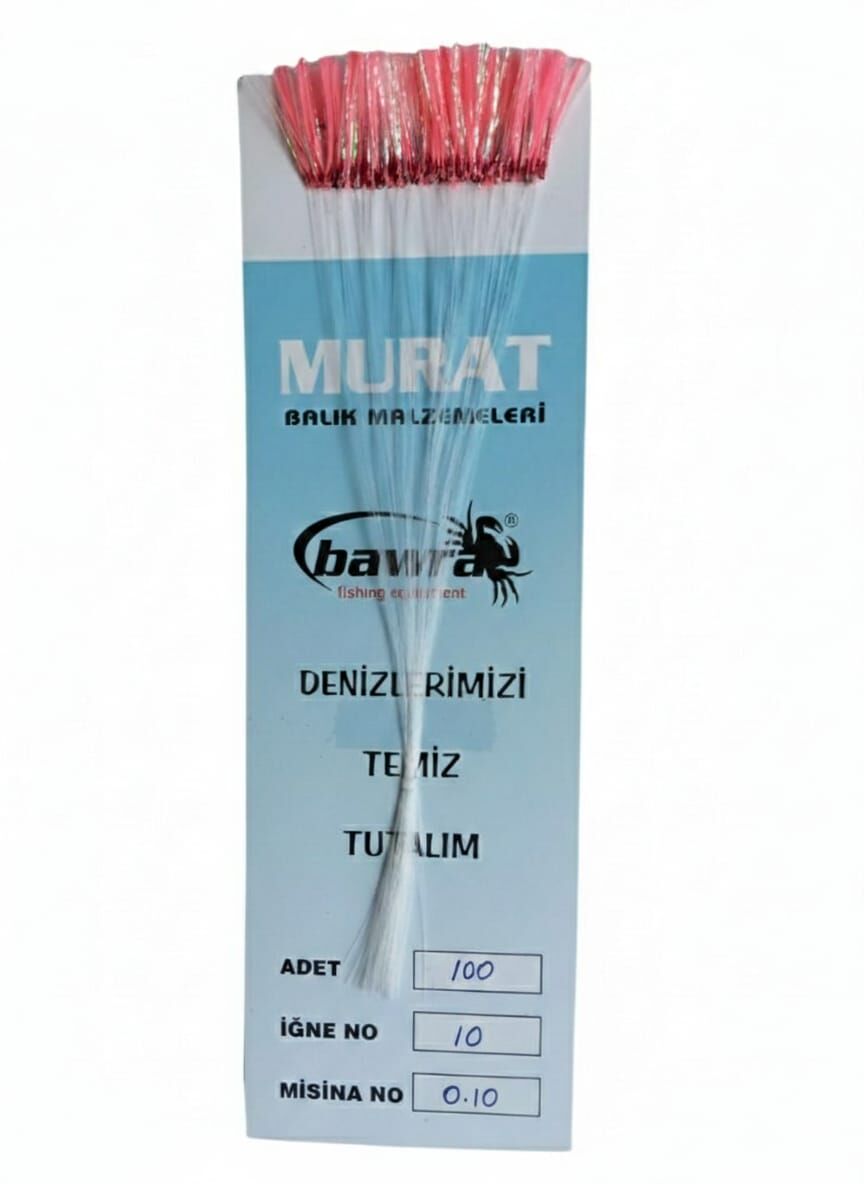 MURAT
BALIK MALZEMELERİ
bawra ®
fishing equipment
DENİZLERİMİZİ
TEMİZ
TUTALIM
ADET 100
İĞNE NO 10
MİSİNA NO 0.10